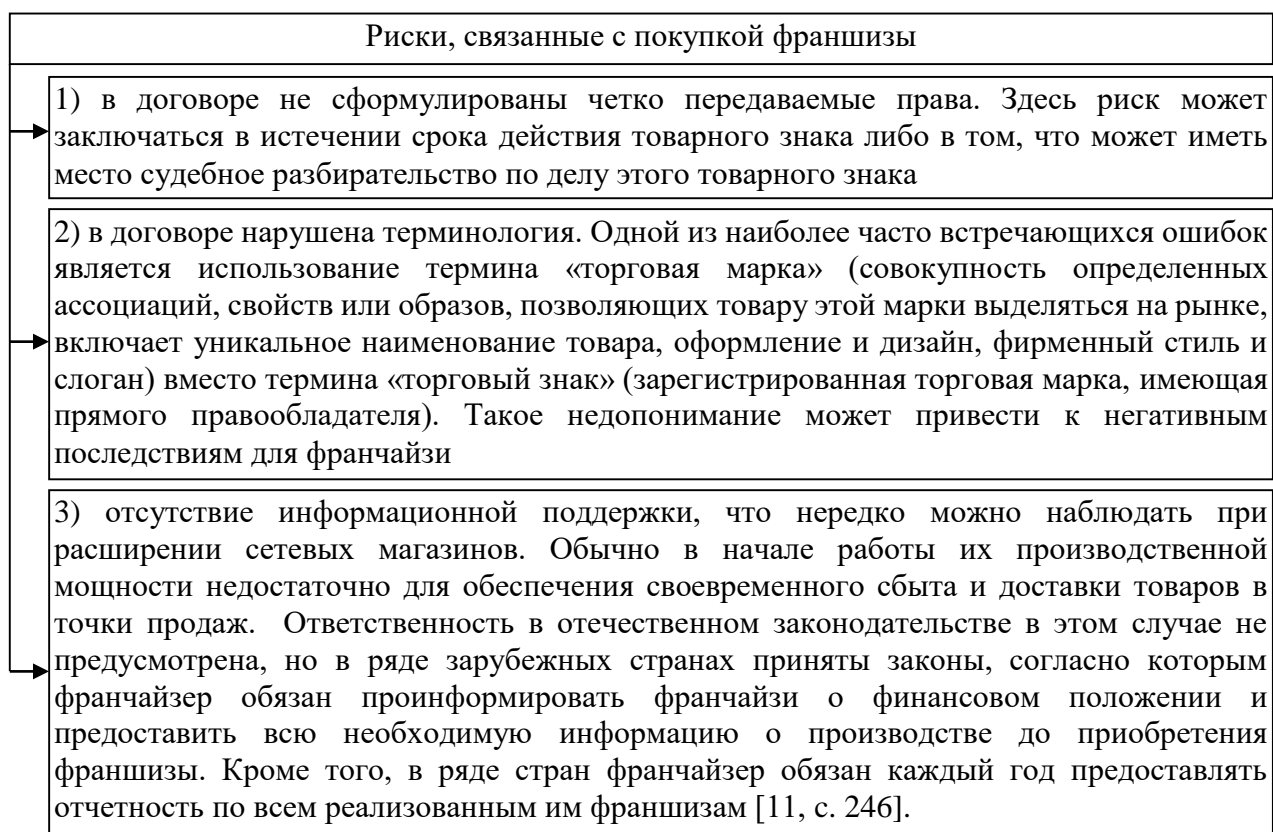 Риски, связанные с покупкой франшизы
1) в договоре не сформулированы четко передаваемые права. Здесь риск может
заключаться в истечении срока действия товарного знака либо в том, что может иметь
место судебное разбирательство по делу этого товарного знака
2) в договоре нарушена терминология. Одной из наиболее часто встречающихся ошибок
является использование термина «торговая марка» (совокупность определенных
ассоциаций, свойств или образов, позволяющих товару этой марки выделяться на рынке,
включает уникальное наименование товара, оформление и дизайн, фирменный стиль и
слоган) вместо термина «торговый знак» (зарегистрированная торговая марка, имеющая
прямого правообладателя). Такое недопонимание может привести к негативным
последствиям для франчайзи
3) отсутствие информационной поддержки, что нередко можно наблюдать при
расширении сетевых магазинов. Обычно в начале работы их производственной
мощности недостаточно для обеспечения своевременного сбыта и доставки товаров в
точки продаж. Ответственность в отечественном законодательстве в этом случае не
предусмотрена, но в ряде зарубежных странах приняты законы, согласно которым
франчайзер обязан проинформировать франчайзи о финансовом положении и
предоставить всю необходимую информацию о производстве до приобретения
франшизы. Кроме того, в ряде стран франчайзер обязан каждый год предоставлять
отчетность по всем реализованным им франшизам [11, с. 246].